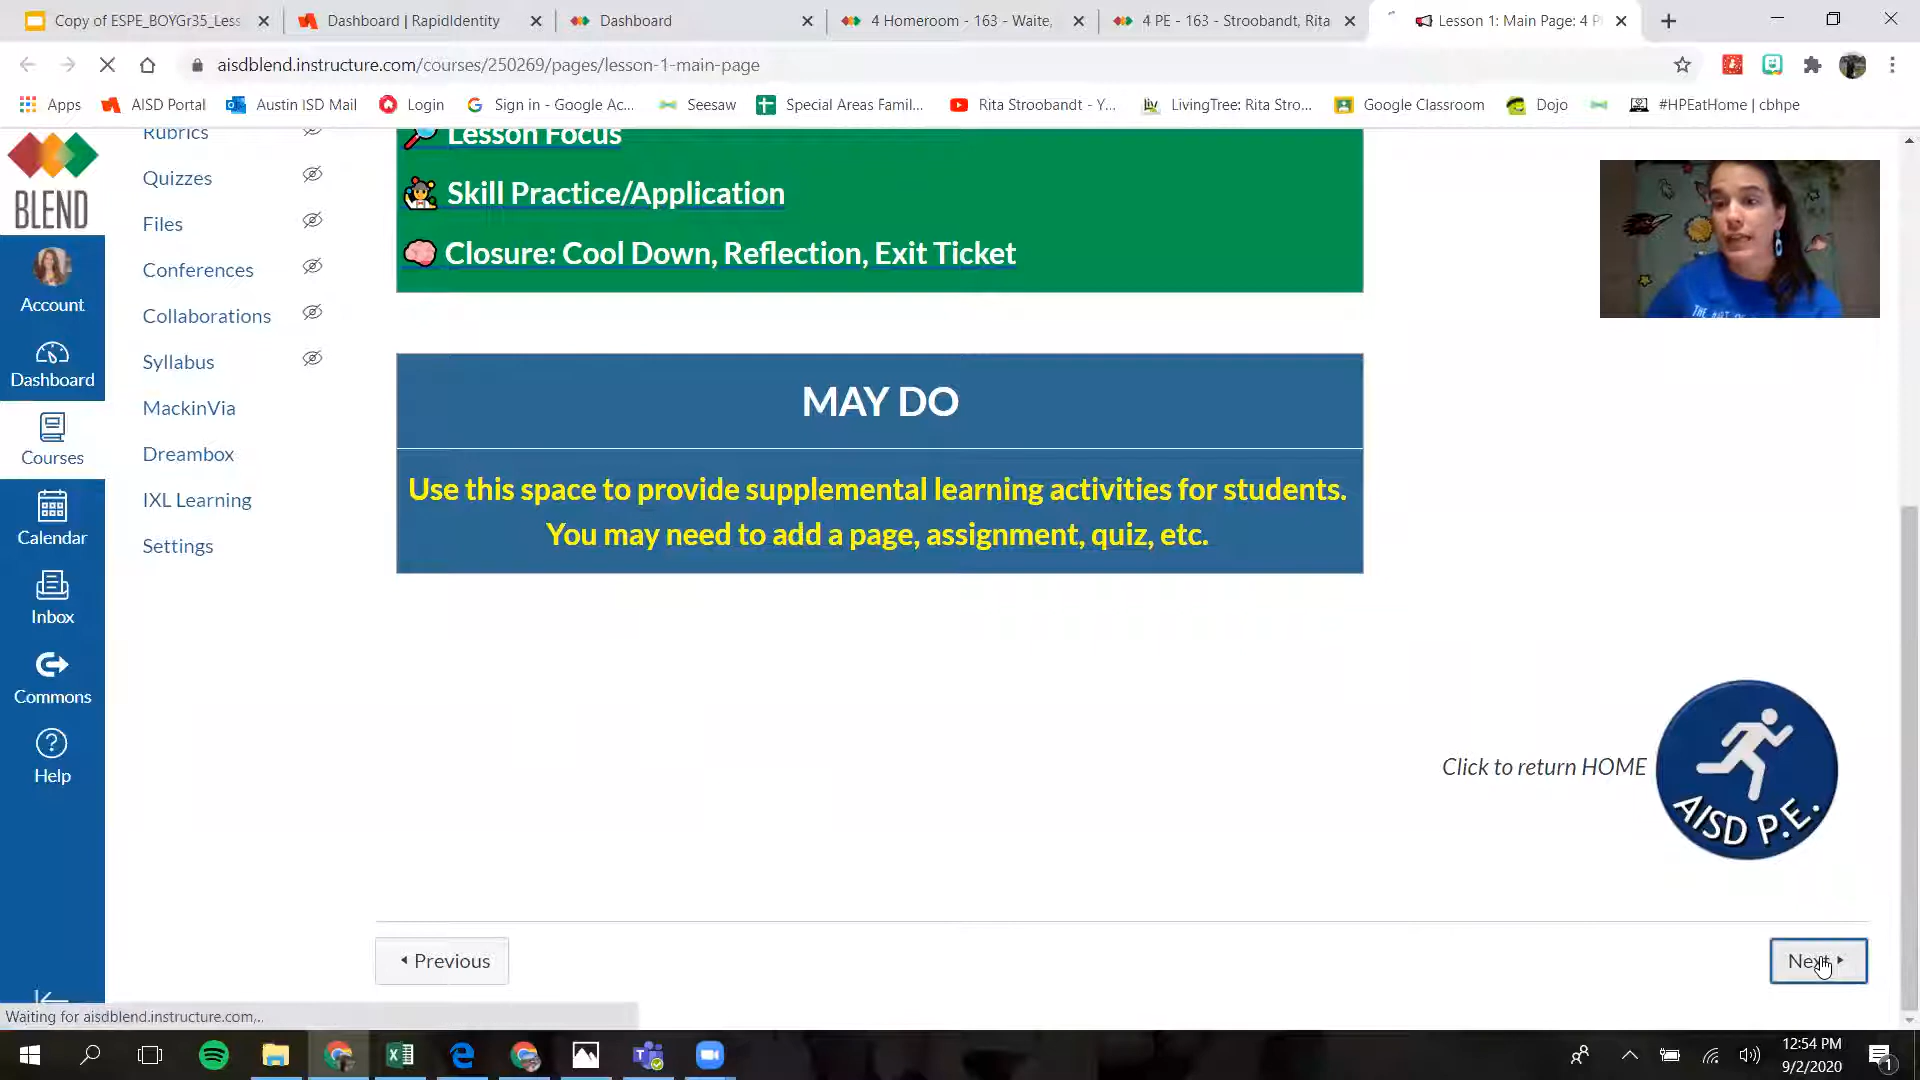 Copy of ESPE_BOYGr35_Less
Dashboard | RapidIdentity
Dashboard
4 Homeroom - 163 - Waite,
4 PE - 163 - Stroobandt, Rita
Lesson 1: Main Page: 4 P
aisdblend.instructure.com/courses/250269/pages/lesson-1-main-page
Apps
AISD Portal
Austin ISD Mail
Login
Sign in - Google Ac...
Seesaw
Special Areas Famil...
Rita Stroobandt - Y...
LivingTree: Rita Stro...
Google Classroom
Dojo
#HPEatHome | cbhpe
BLEND
Account
Dashboard
Courses
Calendar
Inbox
Commons
Help
Rubrics
Quizzes
Files
Conferences
Collaborations
Syllabus
MackinVia
Dreambox
IXL Learning
Settings
Lesson Focus
Skill Practice/Application
Closure: Cool Down, Reflection, Exit Ticket
MAY DO
Use this space to provide supplemental learning activities for students.
You may need to add a page, assignment, quiz, etc.
Click to return HOME
AISD P.E.
Previous
Next
Waiting for aisdblend.instructure.com...
12:54 PM
9/2/2020
1